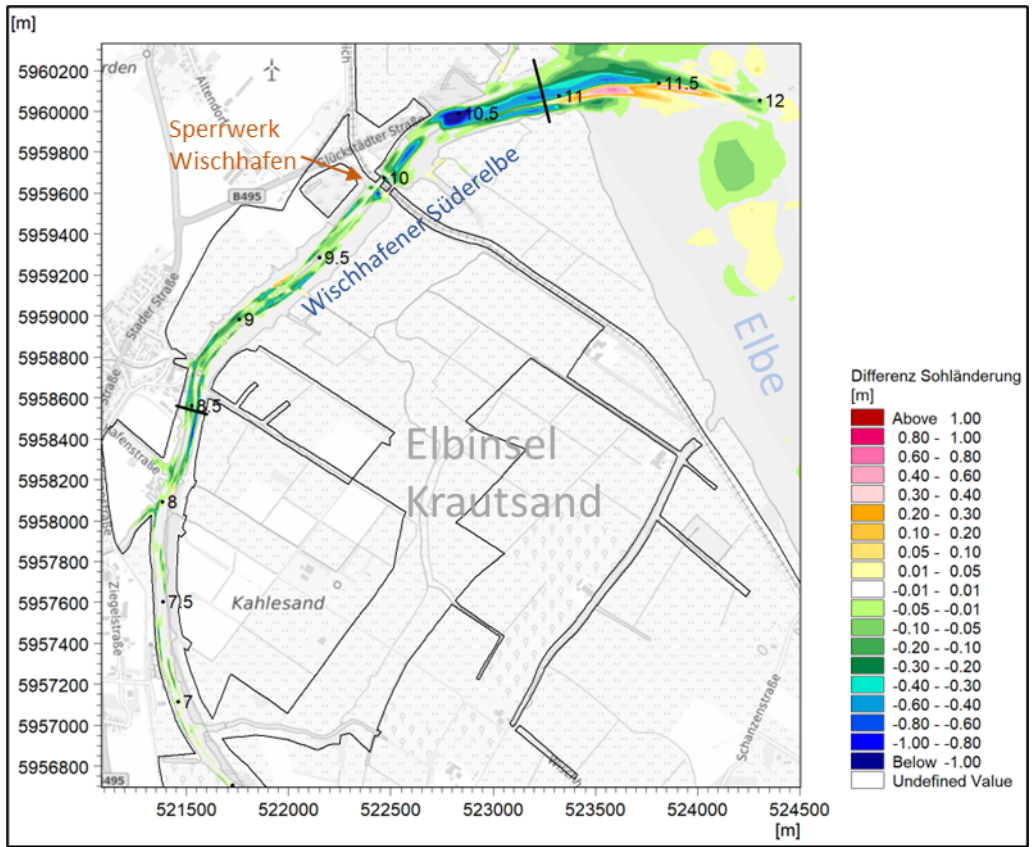 [m]
5960200
5960000
5959800
5959600
5959400
5959200
5959000
5958800
5958600
5958400
5958200
5958000
5957800
5957600
5957400
5957200
5957000
5956800
521500
522000
522500
523000
523500
524000
524500
[m]
rden
Altendorf
Sperrwerk
Wischhafen
Glückstädter Straße
B495
Wischhafener Süderelbe
Stader Straße
Straße
Hafenstraße
Ziegelstraße
Elbinsel
Krautsand
Kahlesand
Elbe
Schanzenstraße
495
12
11.5
11
10.5
10
9.5
9
8.5
8
7.5
7
Differenz Sohländerung
[m]
Above 1.00
0.80 - 1.00
0.60 - 0.80
0.40 - 0.60
0.30 - 0.40
0.20 - 0.30
0.10 - 0.20
0.05 - 0.10
0.01 - 0.05
-0.01 - 0.01
-0.05 - -0.01
-0.10 - -0.05
-0.20 - -0.10
-0.30 - -0.20
-0.40 - -0.30
-0.60 - -0.40
-0.80 - -0.60
-1.00 - -0.80
Below -1.00
Undefined Value